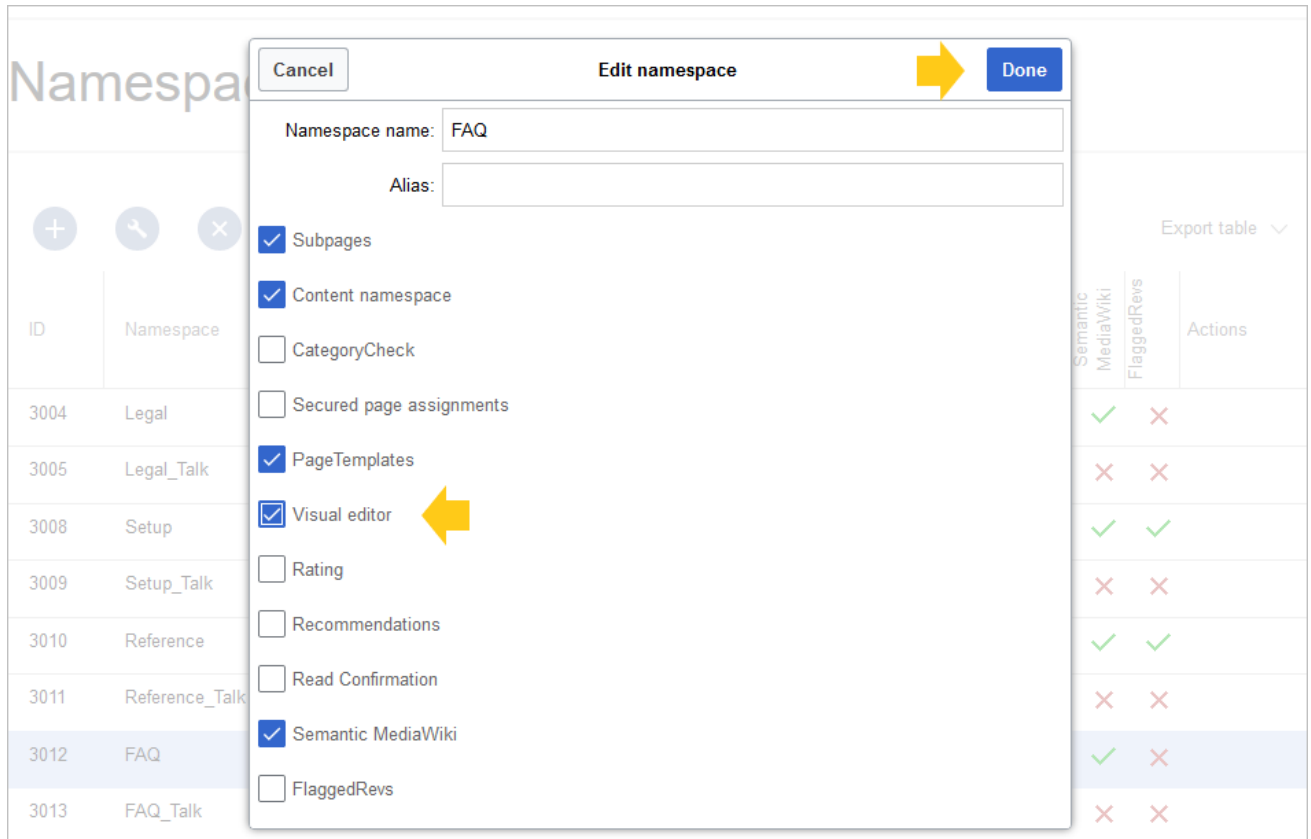 Namespa
Cancel
Edit namespace
Done
Namespace name:
FAQ
Alias:
Subpages
Export table
Content namespace
ID
Namespace
Semantic
MediaWiki
FlaggedRevs
Actions
CategoryCheck
Secured page assignments
3004
Legal
PageTemplates
3005
Legal_Talk
Visual editor
3008
Setup
Rating
3009
Setup_Talk
Recommendations
3010
Reference
Read Confirmation
3011
Reference_Talk
Semantic MediaWiki
3012
FAQ
FlaggedRevs
3013
FAQ_Talk